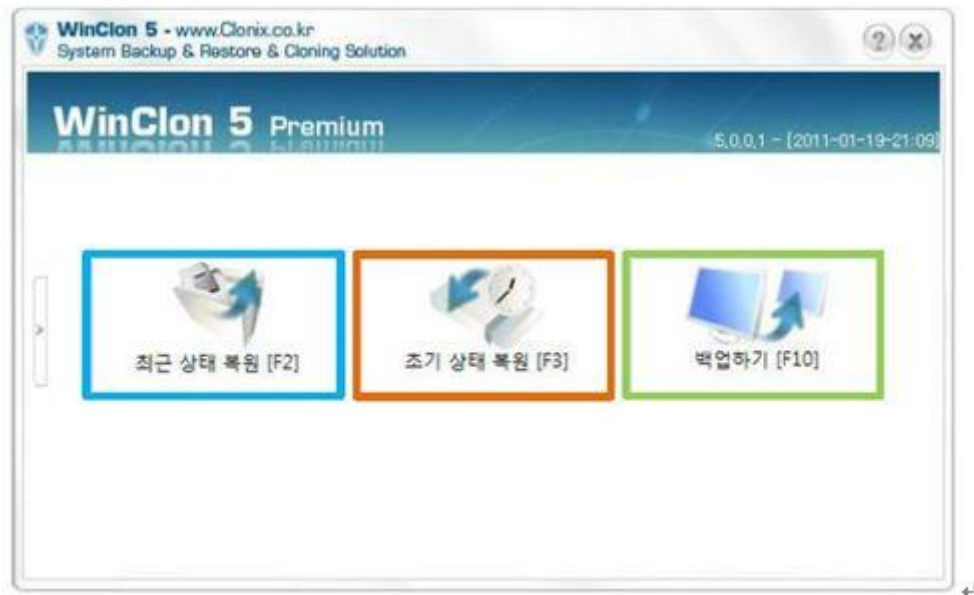 WinClon 5 - www.Clonix.co.kr
System Backup & Restore & Cloning Solution
WinClon 5 Premium
5,0,0,1 - [2011-01-19-21:09]
최근 상태 복원 [F2]
초기 상태 복원 [F3]
백업하기 [F10]